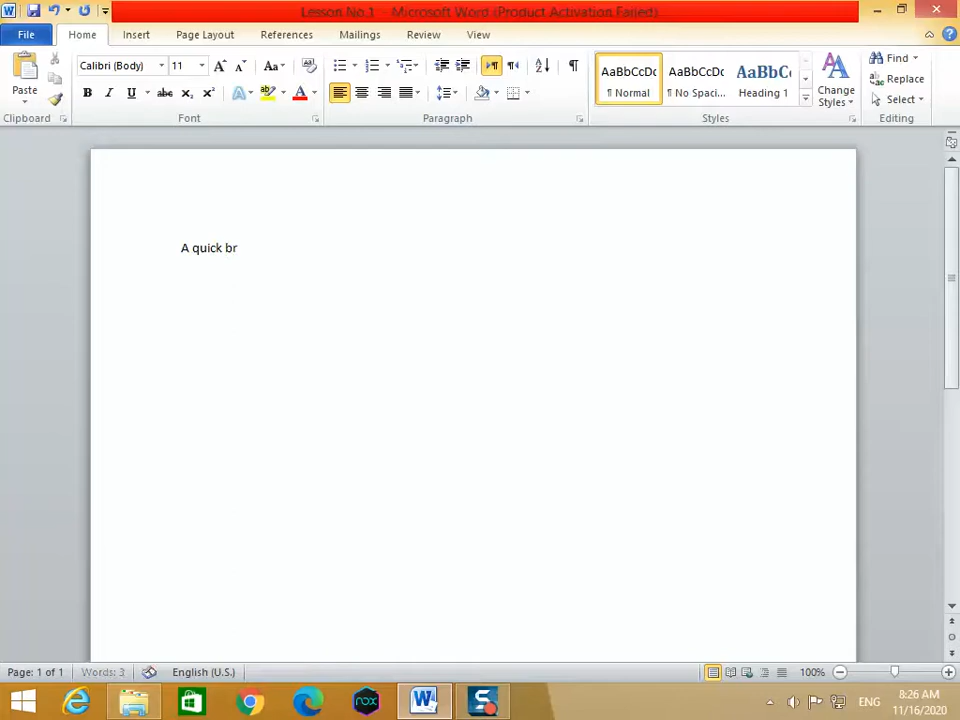 Lesson No 1 - Microsoft Word (Product Activation Failed)
File Home Insert Page Layout References Mailings Review View
Calibri (Body) 11
AaBbCcDc AaBbCcDc AaBbC
Paste
¶ Normal ¶ No Spaci... Heading 1
Change Styles
Find
Replace
Select
Clipboard Font Paragraph Styles Editing
A quick br
Page: 1 of 1 Words: 3 English (U.S.) 100%
nox
ENG
8:26 AM
11/16/2020